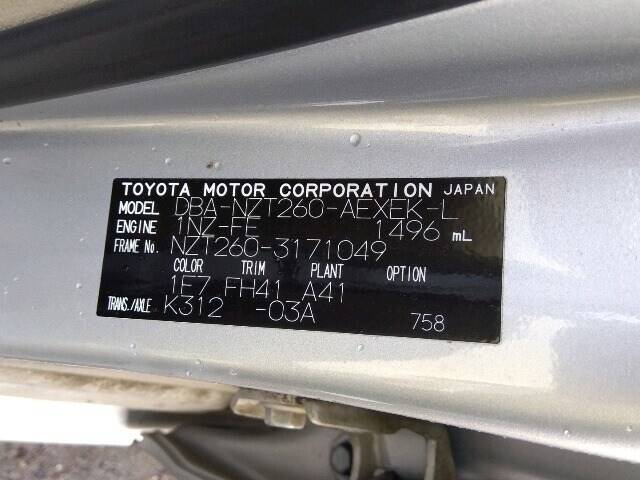 TOYOTA MOTOR CORPORATION JAPAN
MODEL DBA-NZT260-AEXEK-L
ENGINE 1NZ-FE 1496 mL
FRAME No. NZT260-3171049
COLOR TRIM PLANT OPTION
1F7 FH41 A41
TRANS./AXLE K312 -03A 758